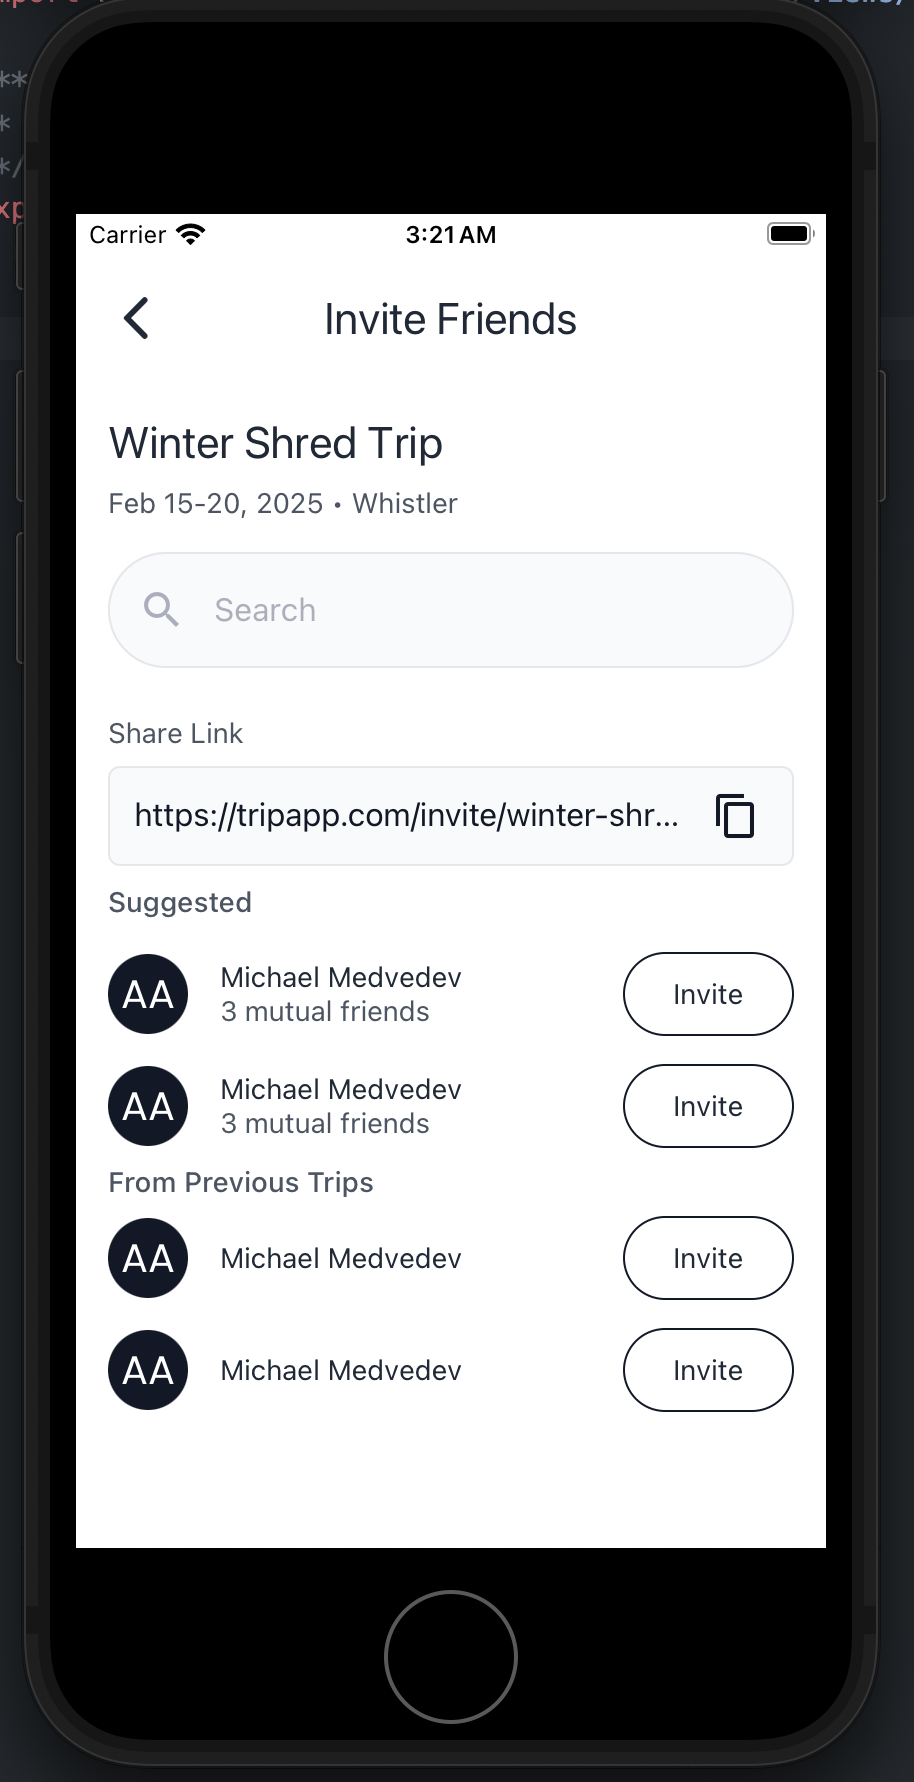 **
*
*/
xp
Carrier 3:21 AM
Invite Friends
Winter Shred Trip
Feb 15-20, 2025 • Whistler
Search
Share Link
https://tripapp.com/invite/winter-shr...
Suggested
AA Michael Medvedev Invite
3 mutual friends
AA Michael Medvedev Invite
3 mutual friends
From Previous Trips
AA Michael Medvedev Invite
AA Michael Medvedev Invite